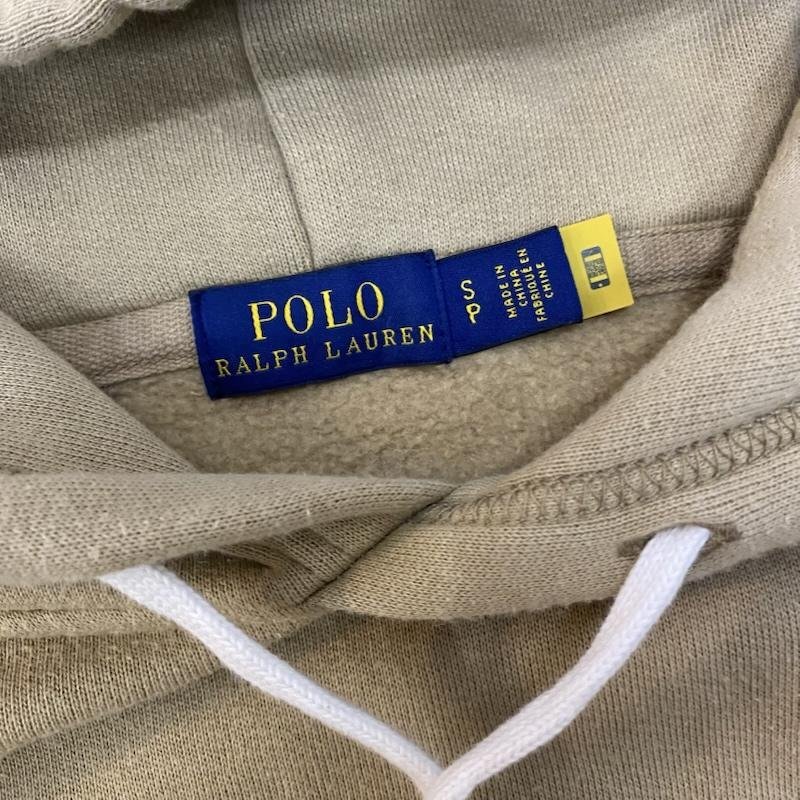 POLO
RALPH LAUREN
S
P
MADE IN
CHINA
FABRIQUÉ EN
CHINE